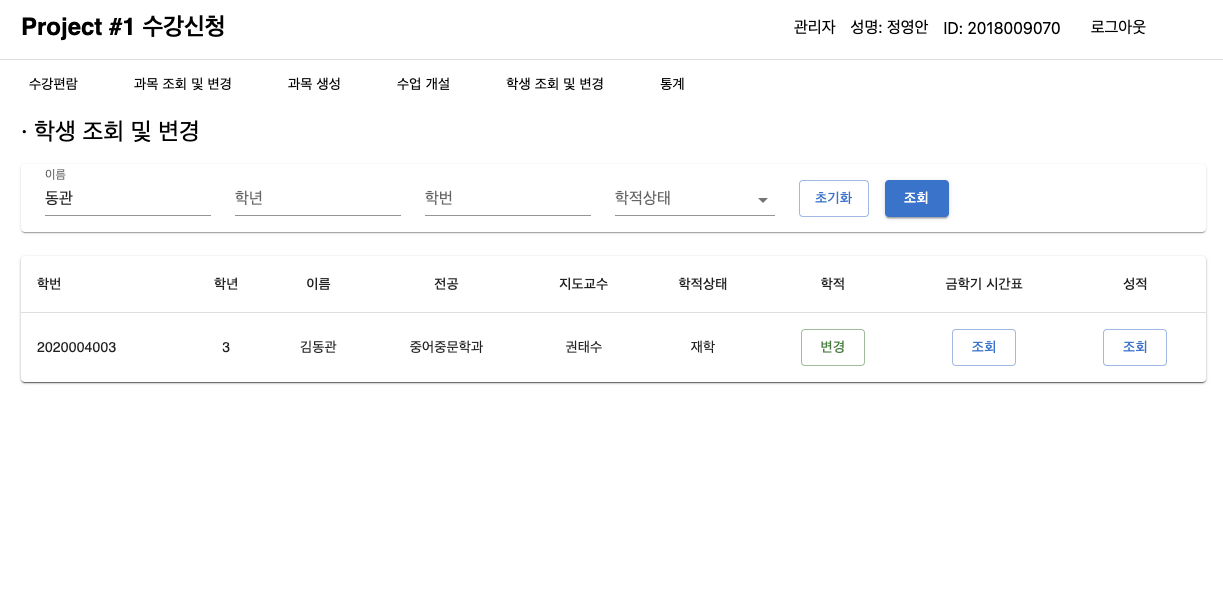 Project #1 수강신청 관리자 성명: 정영안 ID: 2018009070 로그아웃
수강편람 과목 조회 및 변경 과목 생성 수업 개설 학생 조회 및 변경 통계
· 학생 조회 및 변경
이름
동관 학년 학번 학적상태 초기화 조회
학번 학년 이름 전공 지도교수 학적상태 학적 금학기 시간표 성적
2020004003 3 김동관 중어중문학과 권태수 재학 변경 조회 조회